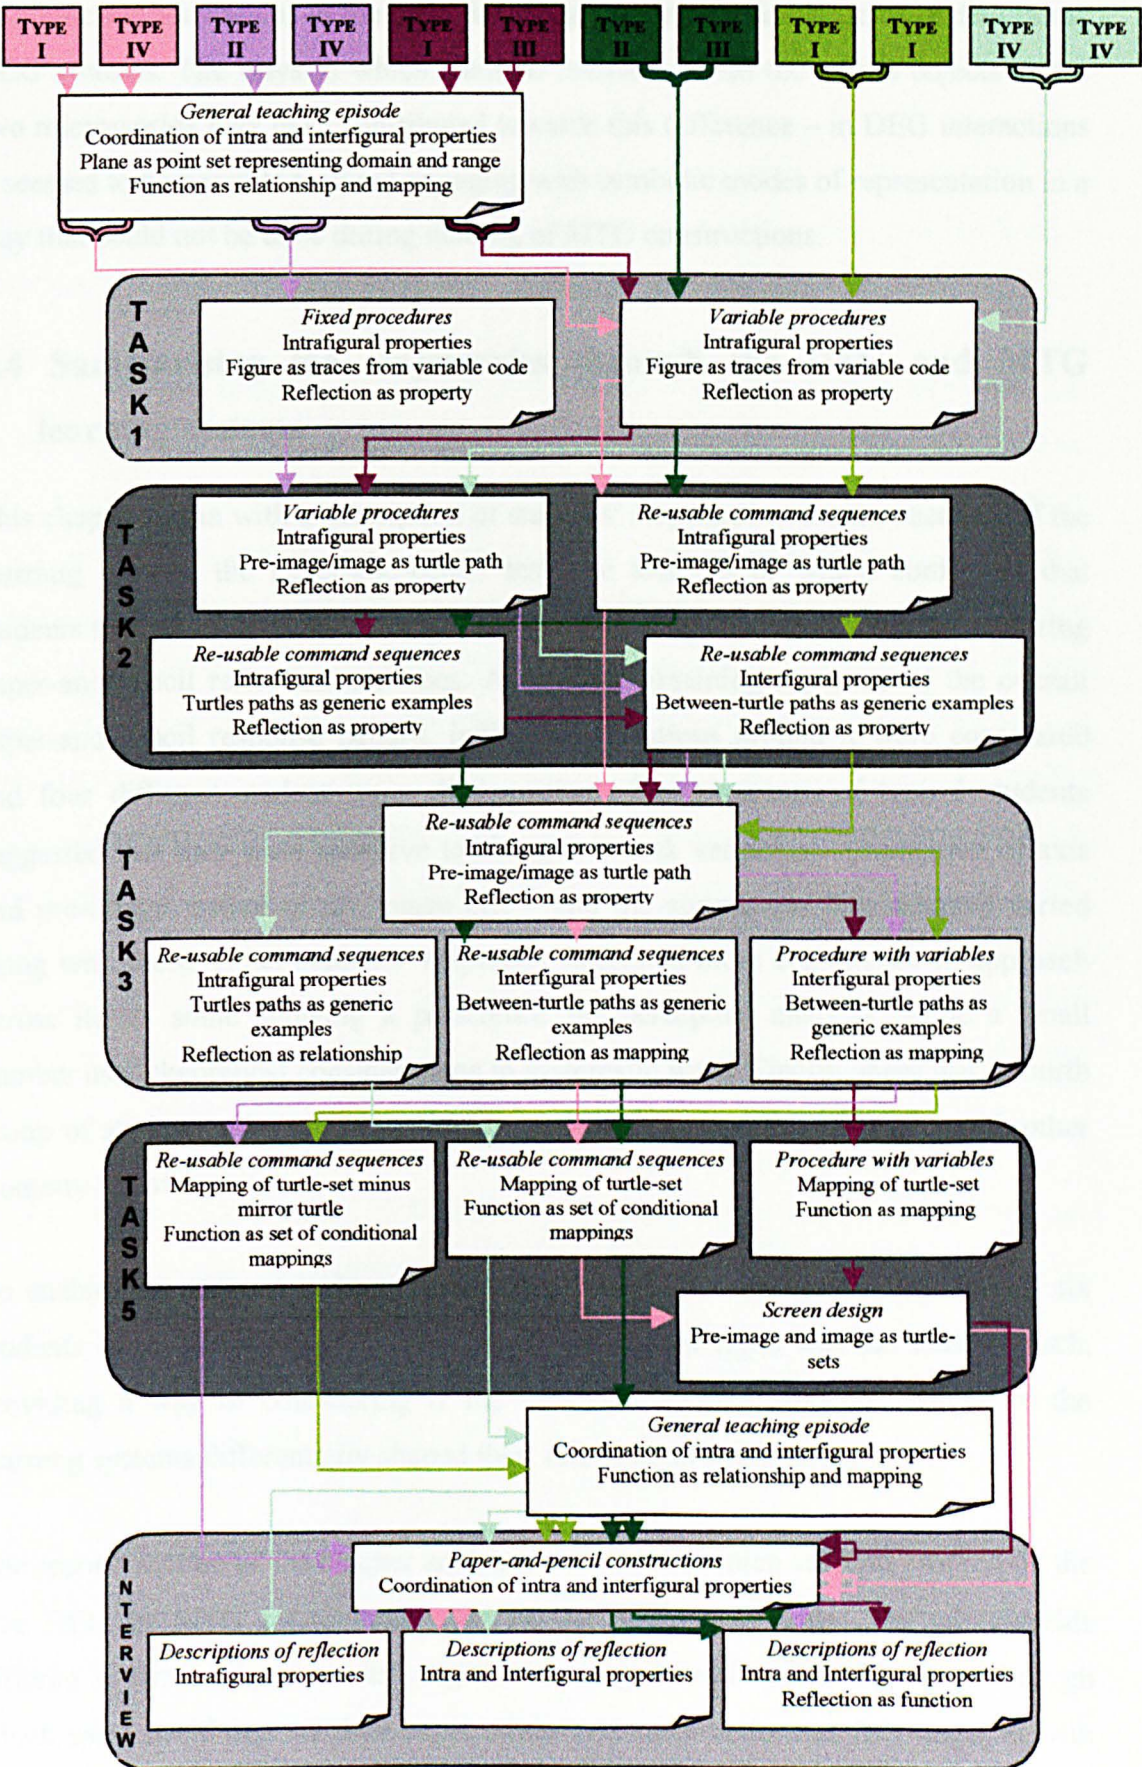 TYPE I
TYPE IV
TYPE II
TYPE IV
TYPE I
TYPE III
TYPE II
TYPE III
TYPE I
TYPE I
TYPE IV
TYPE IV
General teaching episode
Coordination of intra and interfigural properties
Plane as point set representing domain and range
Function as relationship and mapping
TASK 1
Fixed procedures
Intrafigural properties
Figure as traces from variable code
Reflection as property
Variable procedures
Intrafigural properties
Figure as traces from variable code
Reflection as property
TASK 2
Variable procedures
Intrafigural properties
Pre-image/image as turtle path
Reflection as property
Re-usable command sequences
Intrafigural properties
Pre-image/image as turtle path
Reflection as property
Re-usable command sequences
Intrafigural properties
Turtles paths as generic examples
Reflection as property
Re-usable command sequences
Interfigural properties
Between-turtle paths as generic examples
Reflection as property
TASK 3
Re-usable command sequences
Intrafigural properties
Pre-image/image as turtle path
Reflection as property
Re-usable command sequences
Intrafigural properties
Turtles paths as generic
examples
Reflection as relationship
Re-usable command sequences
Interfigural properties
Between-turtle paths as generic
examples
Reflection as mapping
Procedure with variables
Interfigural properties
Between-turtle paths as
generic examples
Reflection as mapping
TASK 5
Re-usable command sequences
Mapping of turtle-set minus
mirror turtle
Function as set of conditional
mappings
Re-usable command sequences
Mapping of turtle-set
Function as set of conditional
mappings
Procedure with variables
Mapping of turtle-set
Function as mapping
Screen design
Pre-image and image as turtle-
sets
General teaching episode
Coordination of intra and interfigural properties
Function as relationship and mapping
INTERVIEW
Paper-and-pencil constructions
Coordination of intra and interfigural properties
Descriptions of reflection
Intrafigural properties
Descriptions of reflection
Intra and Interfigural properties
Descriptions of reflection
Intra and Interfigural properties
Reflection as function